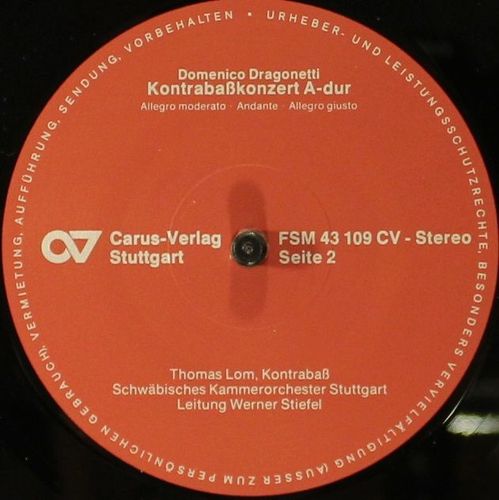 Domenico Dragonetti
Kontrabaßkonzert A-dur
Allegro moderato · Andante · Allegro giusto
Carus-Verlag
Stuttgart
FSM 43 109 CV - Stereo
Seite 2
Thomas Lom, Kontrabaß
Schwäbisches Kammerorchester Stuttgart
Leitung Werner Stiefel
URHEBER- UND LEISTUNGSSCHUTZRECHTE, BESONDERS VERVIELFÄLTIGUNG (AUSSER ZUM PERSÖNLICHEN GEBRAUCH), VERMIETUNG, AUFFÜHRUNG, SENDUNG, VORBEHALTEN •